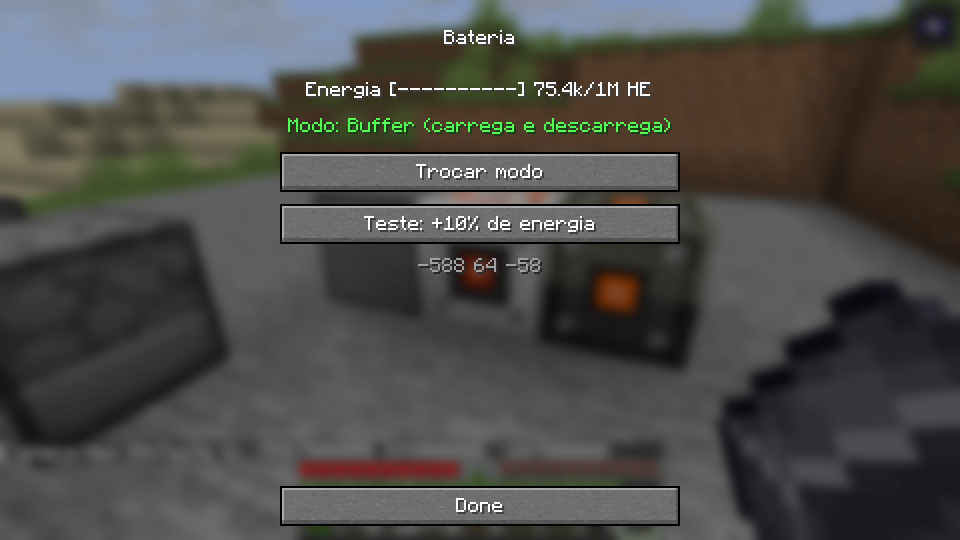 Bateria
Energia [----------] 75.4k/1M HE
Modo: Buffer (carrega e descarrega)
Trocar modo
Teste: +10% de energia
-588 64 -58
Done